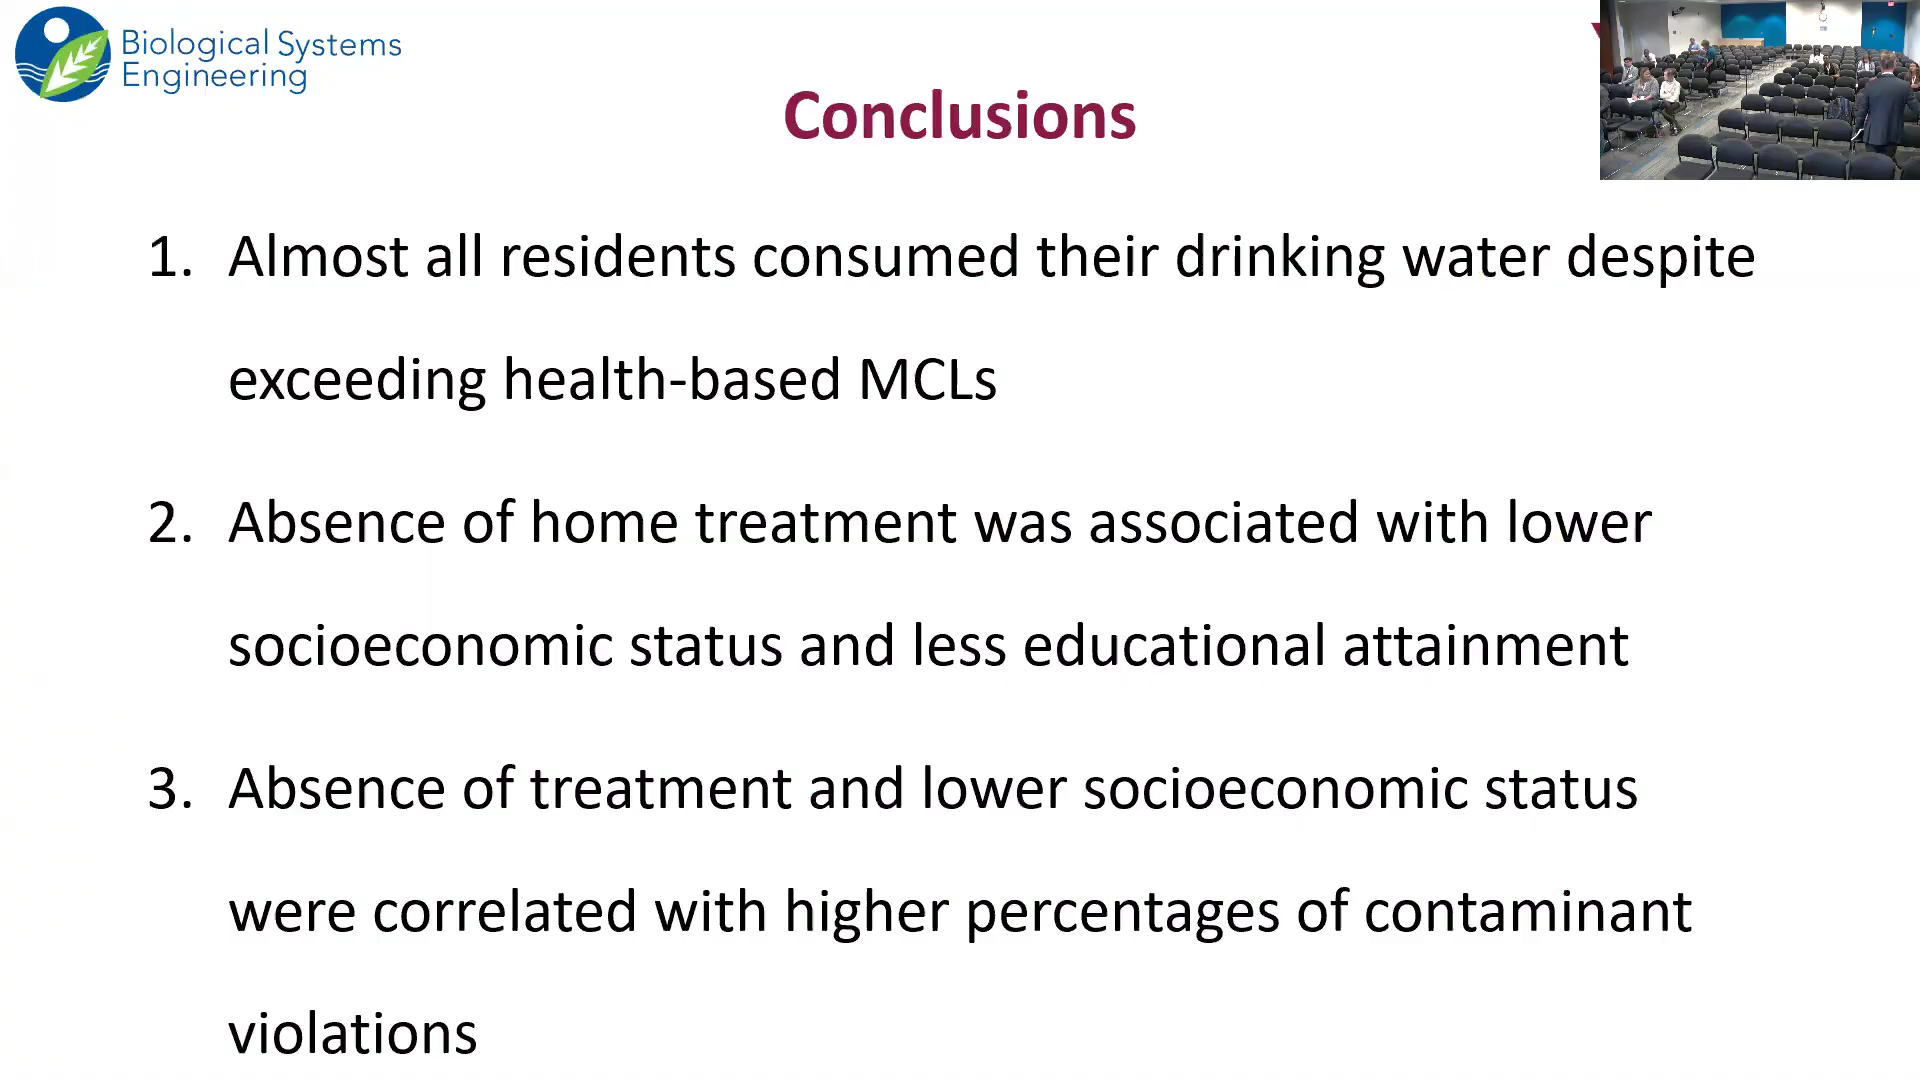 Biological Systems
Engineering
Conclusions
1. Almost all residents consumed their drinking water despite
exceeding health-based MCLs
2. Absence of home treatment was associated with lower
socioeconomic status and less educational attainment
3. Absence of treatment and lower socioeconomic status
were correlated with higher percentages of contaminant
violations